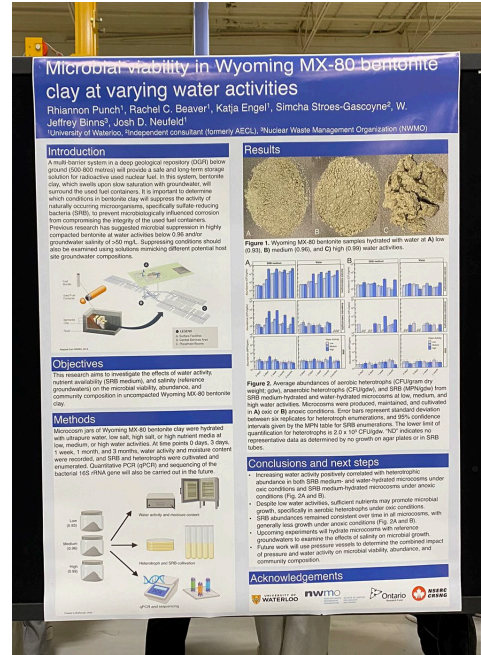 Microbial viability in Wyoming MX-80 bentonite
clay at varying water activities
Rhiannon Punch¹, Rachel C. Beaver¹, Katja Engel¹, Simcha Stroes-Gascoyne², W.
Jeffrey Binns³, Josh D. Neufeld¹
¹University of Waterloo, ²Independent consultant (formerly AECL), ³Nuclear Waste Management Organization (NWMO)
Introduction
A multi-barrier system in a deep geological repository (DGR) below
ground (500-800 metres) will provide a safe and long-term storage
solution for radioactive used nuclear fuel. In this system, bentonite
clay, which swells upon slow saturation with groundwater, will
surround the used fuel containers. It is important to determine
which conditions in bentonite clay will suppress the activity of
naturally occurring microorganisms, specifically sulfate-reducing
bacteria (SRB), to prevent microbiologically influenced corrosion
from compromising the integrity of the used fuel containers.
Previous research has suggested microbial suppression in highly
compacted bentonite at water activities below 0.96 and/or
groundwater salinity of >50 mg/L. Suppressing conditions should
also be examined using solutions mimicking different potential host
site groundwater compositions.
LEGEND
Objectives
This research aims to investigate the effects of water activity,
nutrient availability (SRB medium), and salinity (reference
groundwaters) on the microbial viability, abundance, and
community composition in uncompacted Wyoming MX-80 bentonite
clay.
Methods
Microcosm jars of Wyoming MX-80 bentonite clay were hydrated
with ultrapure water, low salt, high salt, or high nutrient media at
low, medium, or high water activities. At time points 0 days, 3 days,
1 week, 1 month, and 3 months, water activity and moisture content
were recorded, and SRB and heterotrophs were cultivated and
enumerated. Quantitative PCR (qPCR) and sequencing of the
bacterial 16S rRNA gene will also be carried out in the future.
Low
(0.93)
Medium
(0.96)
High
(0.99)
Water activity and moisture content
Heterotroph and SRB cultivation
qPCR and sequencing
Results
A
B
C
Figure 1. Wyoming MX-80 bentonite samples hydrated with water at A) low
(0.93), B) medium (0.96), and C) high (0.99) water activities.
A
B
Figure 2. Average abundances of aerobic heterotrophs (CFU/gram dry
weight; gdw), anaerobic heterotrophs (CFU/gdw), and SRB (MPN/gdw) from
SRB medium-hydrated and water-hydrated microcosms at low, medium, and
high water activities. Microcosms were produced, maintained, and cultivated
in A) oxic or B) anoxic conditions. Error bars represent standard deviation
between six replicates for heterotroph enumerations, and 95% confidence
intervals given by the MPN table for SRB enumerations. The lower limit of
quantification for heterotrophs is 2.0 x 10² CFU/gdw. "ND" indicates no
representative data as determined by no growth on agar plates or in SRB
tubes.
Conclusions and next steps
• Increasing water activity positively correlated with heterotrophic
abundance in both SRB medium- and water-hydrated microcosms under
oxic conditions and SRB medium-hydrated microcosms under anoxic
conditions (Fig. 2A and B).
• Despite low water activities, sufficient nutrients may promote microbial
growth, specifically in aerobic heterotrophs under oxic conditions.
• SRB abundances remained consistent over time in all microcosms, with
generally less growth under anoxic conditions (Fig. 2A and B).
• Upcoming experiments will hydrate microcosms with reference
groundwaters to examine the effects of salinity on microbial growth.
• Future work will use pressure vessels to determine the combined impact
of pressure and water activity on microbial viability, abundance, and
community composition.
Acknowledgements
UNIVERSITY OF
WATERLOO
nwmo
Ontario
NSERC
CRSNG